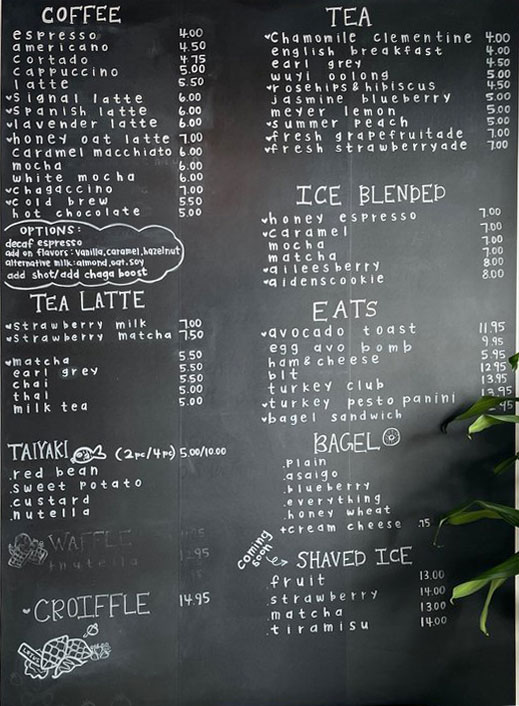 COFFEE
espresso 4.00
americano 4.50
cortado 4.75
cappuccino 5.00
latte 5.50
♥signal latte 6.00
♥spanish latte 6.00
♥lavender latte 6.00
♥honey oat latte 7.00
caramel macchiato 6.00
mocha 6.00
white mocha 6.00
♥chagaccino 7.00
♥cold brew 5.50
hot chocolate 5.00
OPTIONS:
decaf espresso
add on flavors: vanilla, caramel, hazelnut
alternative milk: almond, oat, soy
add shot/add chaga boost
TEA LATTE
♥strawberry milk 7.00
♥strawberry matcha 7.50
♥matcha 5.50
earl grey 5.50
chai 5.50
thai 5.00
milk tea 5.00
TAIYAKI (2pc/4pc) 5.00/10.00
.red bean
.sweet potato
.custard
.nutella
WAFFLE
nutella 12.95
♥CROIFFLE 14.95
TEA
♥Chamomile clementine 4.00
english breakfast 4.00
earl grey 4.50
wuyi oolong 5.00
♥rosehips & hibiscus 4.50
jasmine blueberry 5.00
meyer lemon 5.00
♥summer peach 5.00
♥fresh grapefruitade 7.00
♥fresh strawberryade 7.00
ICE BLENDED
♥honey espresso 7.00
♥caramel 7.00
mocha 7.00
matcha 7.00
♥aileesberry 8.00
♥aidenscookie 8.00
EATS
♥avocado toast 11.95
egg avo bomb 9.95
ham & cheese 5.95
blt 12.95
turkey club 13.95
♥turkey pesto panini 13.95
♥bagel sandwich
BAGEL
.plain
.asaigo
.blueberry
.everything
.honey wheat
+cream cheese .75
coming soon
SHAVED ICE
fruit 13.00
.strawberry 14.00
.matcha 13.00
.tiramisu 14.00